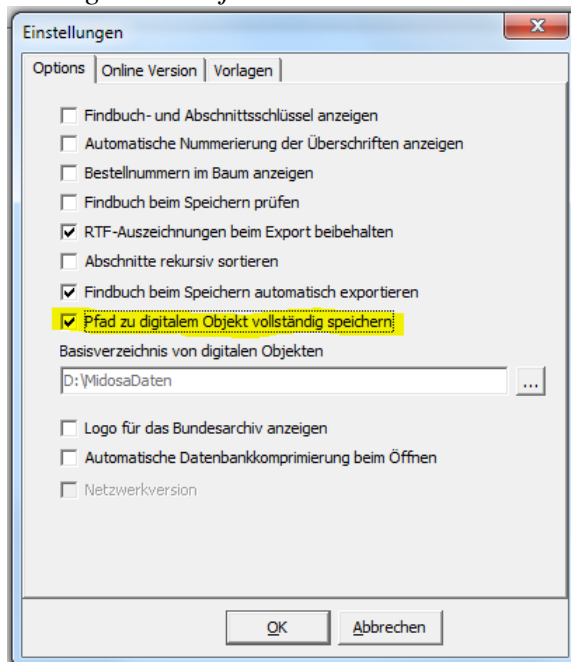 Einstellungen
Options
Online Version
Vorlagen
Findbuch- und Abschnittsschlüssel anzeigen
Automatische Nummerierung der Überschriften anzeigen
Bestellnummern im Baum anzeigen
Findbuch beim Speichern prüfen
RTF-Auszeichnungen beim Export beibehalten
Abschnitte rekursiv sortieren
Findbuch beim Speichern automatisch exportieren
Pfad zu digitalem Objekt vollständig speichern
Basisverzeichnis von digitalen Objekten
D:\MidosaDaten
...
Logo für das Bundesarchiv anzeigen
Automatische Datenbankkomprimierung beim Öffnen
Netzwerkversion
OK
Abbrechen